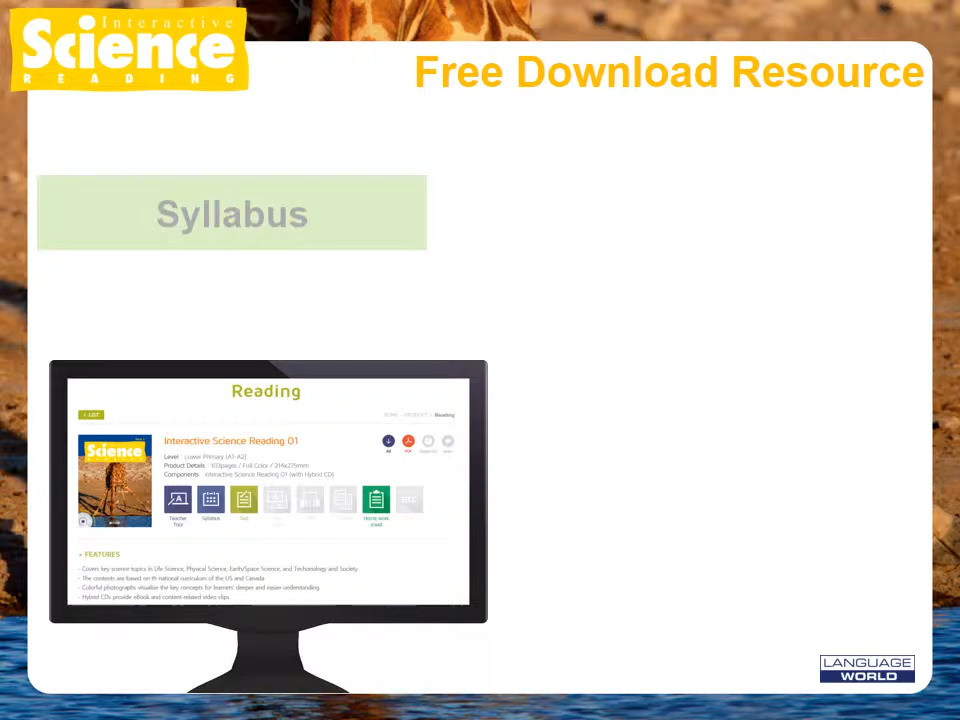 Interactive
Science
READING
Free Download Resource
Syllabus
Reading
< LIST
HOME > PRODUCT > Reading
Science
Interactive Science Reading 01
Level : Lower Primary (A1-A2)
Product Details : 103pages / Full Color / 214x275mm
Components : Interactive Science Reading 01 (with Hybrid CD)
All
PDF
A
EXC
Teacher
Tool
Syllabus
Test
Home work
sheet
> FEATURES
- Covers key science topics in Life Science, Physical Science, Earth/Space Science, and Techonology and Society
- The contents are based on th national curriculum of the US and Canada
- Colorful photographs visualize the key concepts for learners' deeper and easier understanding
- Hybrid CDs provide eBook and content-related video clips
LANGUAGE
WORLD